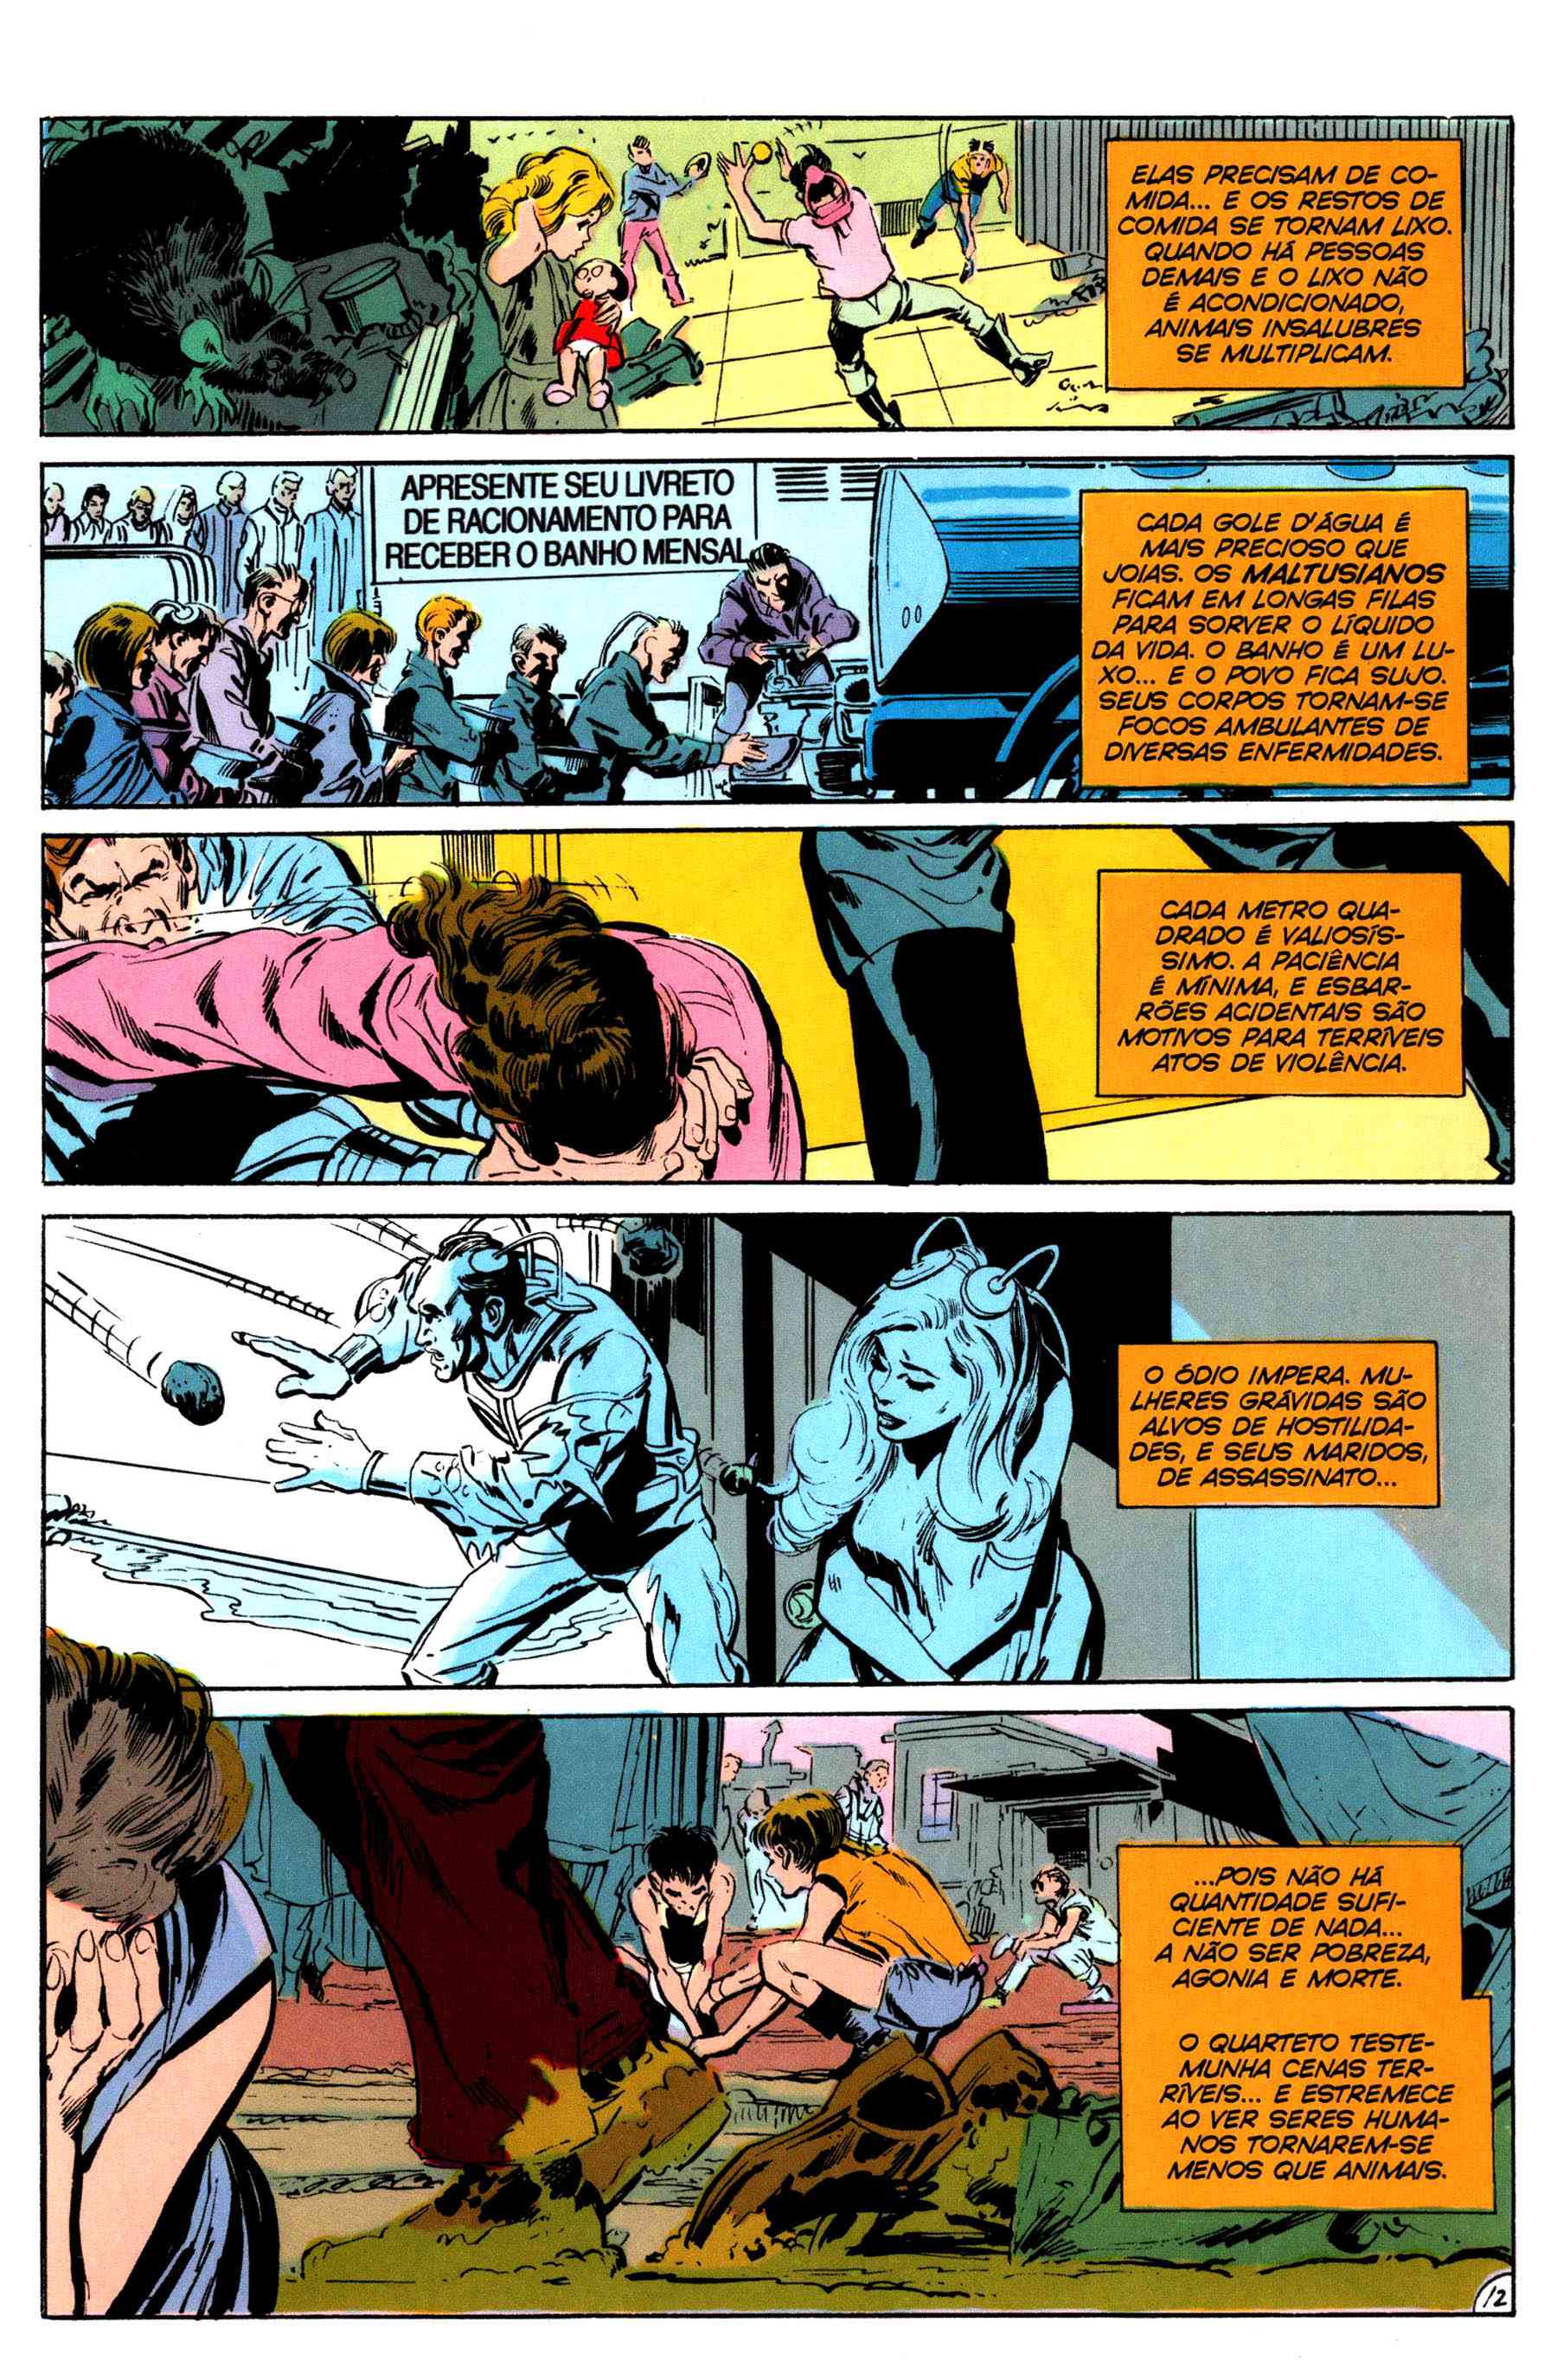 ELAS PRECISAM DE CO-
MIDA... E OS RESTOS DE
COMIDA SE TORNAM LIXO.
QUANDO HÁ PESSOAS
DEMAIS E O LIXO NÃO
É ACONDICIONADO,
ANIMAIS INSALUBRES
SE MULTIPLICAM.
APRESENTE SEU LIVRETO
DE RACIONAMENTO PARA
RECEBER O BANHO MENSAL
CADA GOLE D'ÁGUA É
MAIS PRECIOSO QUE
JOIAS. OS MALTUSIANOS
FICAM EM LONGAS FILAS
PARA SORVER O LÍQUIDO
DA VIDA. O BANHO É UM LU-
XO... E O POVO FICA SUJO.
SEUS CORPOS TORNAM-SE
FOCOS AMBULANTES DE
DIVERSAS ENFERMIDADES.
CADA METRO QUA-
DRADO É VALIOSÍS-
SIMO. A PACIÊNCIA
É MÍNIMA, E ESBAR-
RÕES ACIDENTAIS SÃO
MOTIVOS PARA TERRÍVEIS
ATOS DE VIOLÊNCIA.
O ÓDIO IMPERA. MU-
LHERES GRÁVIDAS SÃO
ALVOS DE HOSTILIDA-
DES, E SEUS MARIDOS,
DE ASSASSINATO...
...POIS NÃO HÁ
QUANTIDADE SUFI-
CIENTE DE NADA...
A NÃO SER POBREZA,
AGONIA E MORTE.
O QUARTETO TESTE-
MUNHA CENAS TER-
RÍVEIS... E ESTREMECE
AO VER SERES HUMA-
NOS TORNAREM-SE
MENOS QUE ANIMAIS.
12